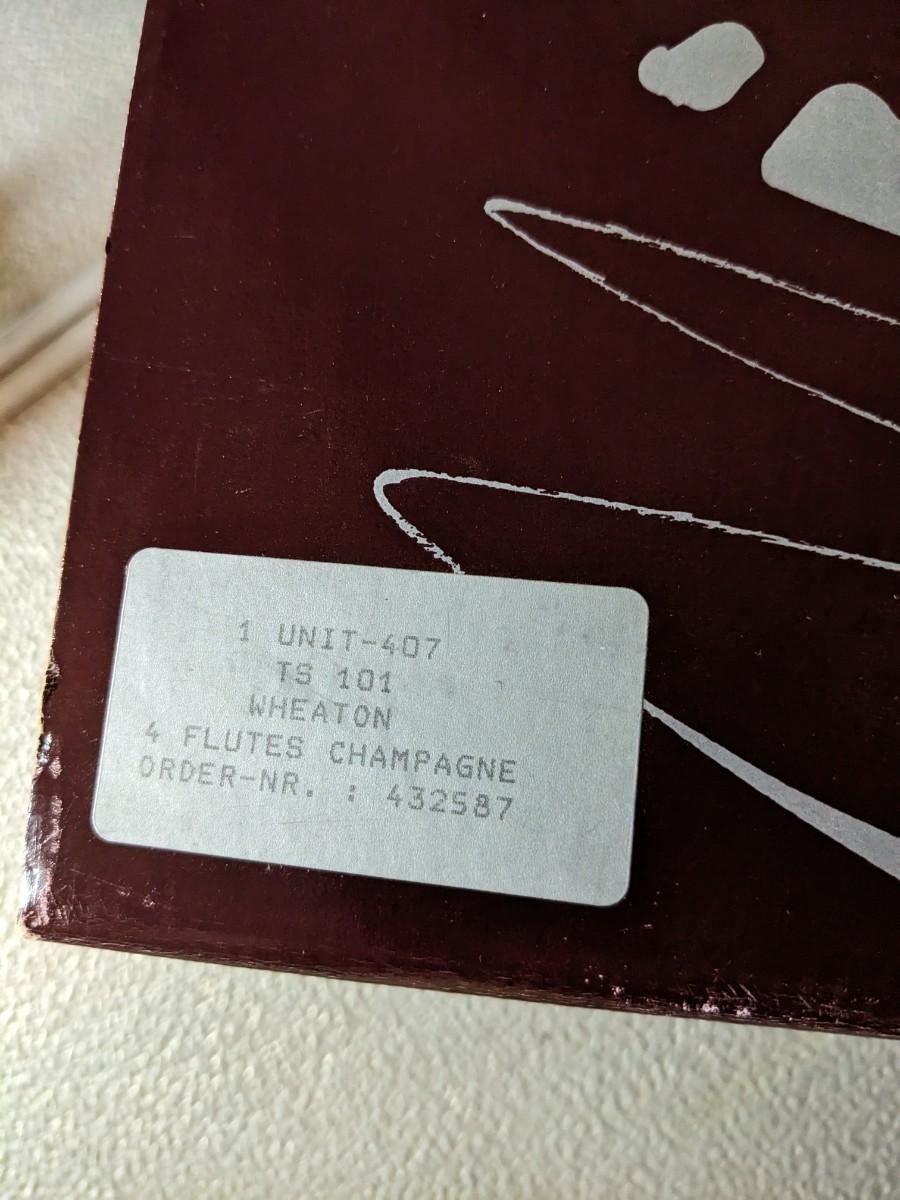 1 UNIT-407
TS 101
WHEATON
4 FLUTES CHAMPAGNE
ORDER-NR. : 432587